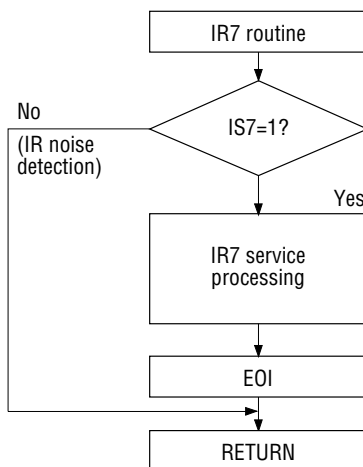 IR7 routine
No
IS7=1?
(IR noise
detection)
Yes
IR7 service
processing
EOI
RETURN